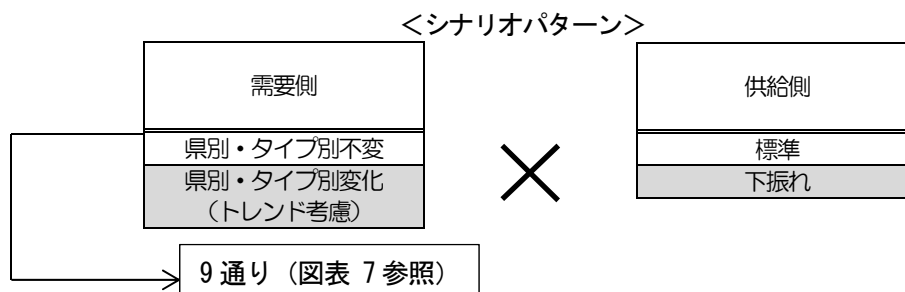 ＜シナリオパターン＞
需要側
県別・タイプ別不変
県別・タイプ別変化
（トレンド考慮）
供給側
標準
下振れ
9通り（図表 7参照）